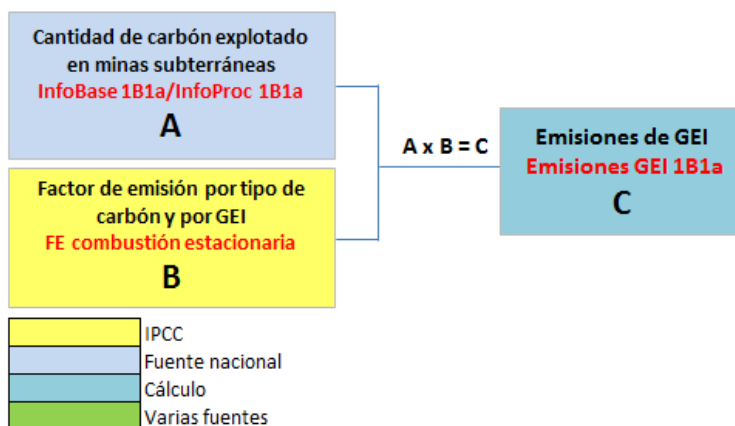 Cantidad de carbón explotado
en minas subterráneas
InfoBase 1B1a/InfoProc 1B1a
A
Factor de emisión por tipo de
carbón y por GEI
FE combustión estacionaria
B
A x B = C
Emisiones de GEI
Emisiones GEI 1B1a
C
IPCC
Fuente nacional
Cálculo
Varias fuentes